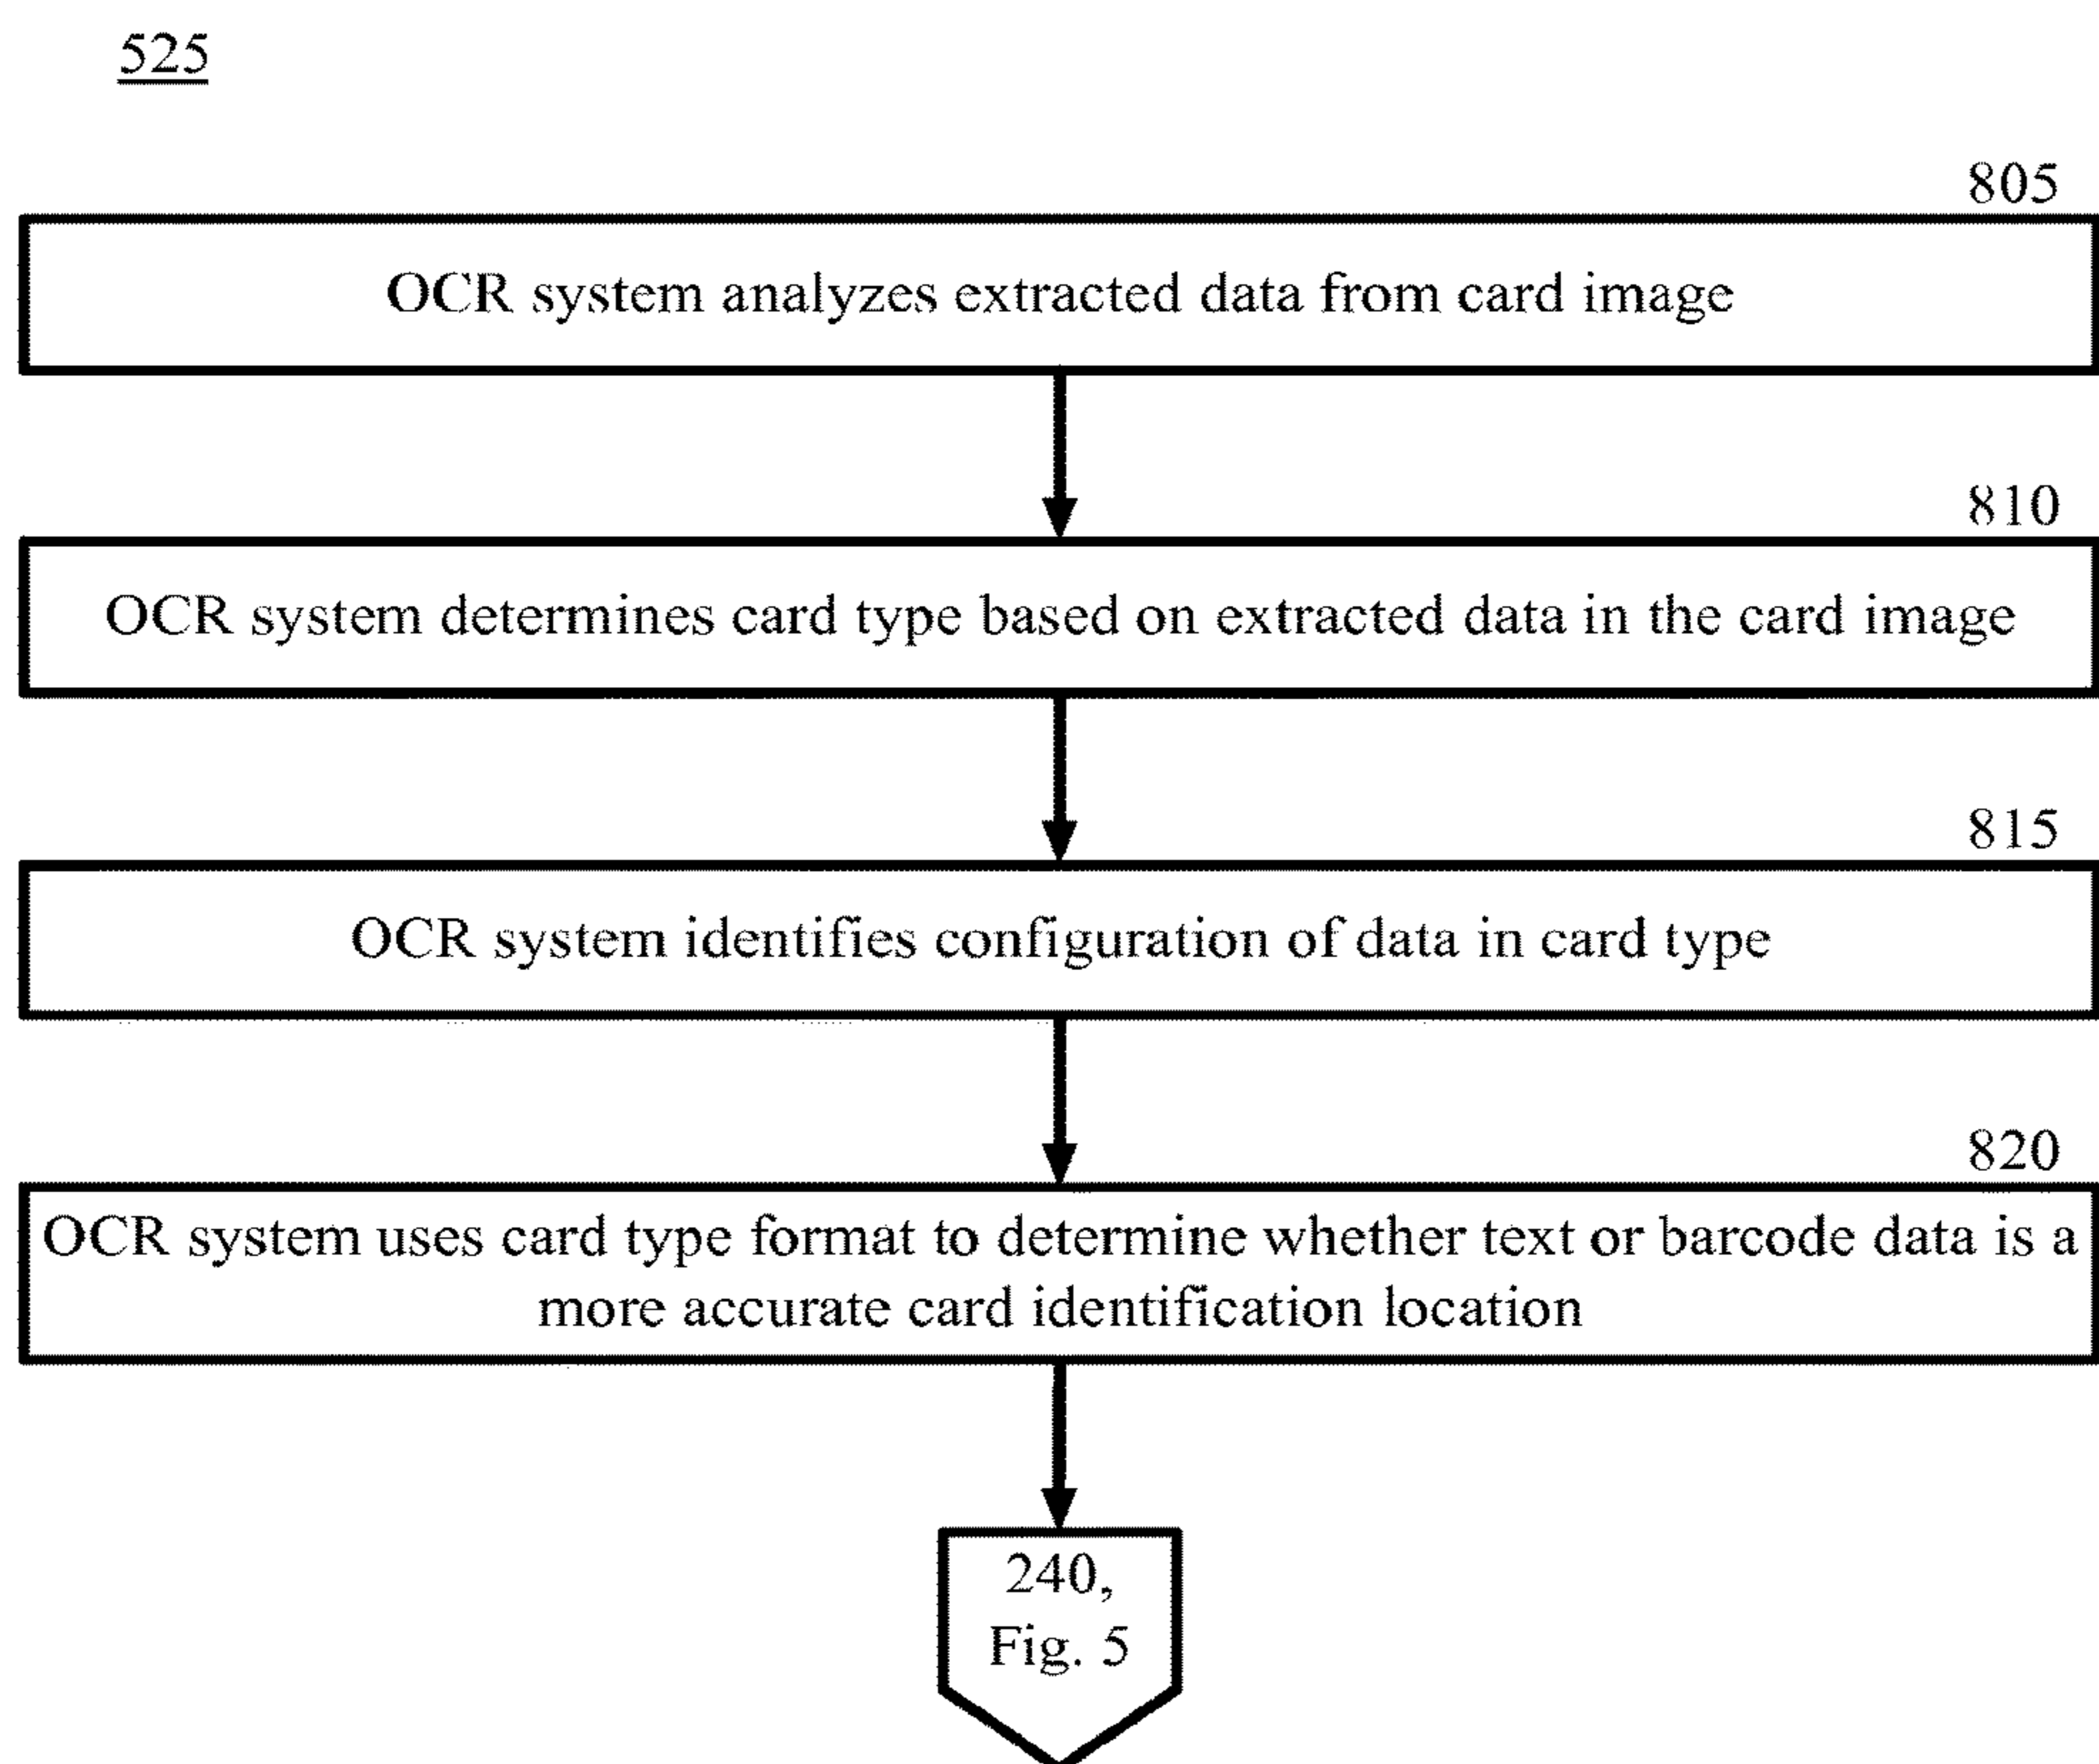 525
805
OCR system analyzes extracted data from card image
810
OCR system determines card type based on extracted data in the card image
815
OCR system identifies configuration of data in card type
820
OCR system uses card type format to determine whether text or barcode data is a
more accurate card identification location
240,
Fig. 5